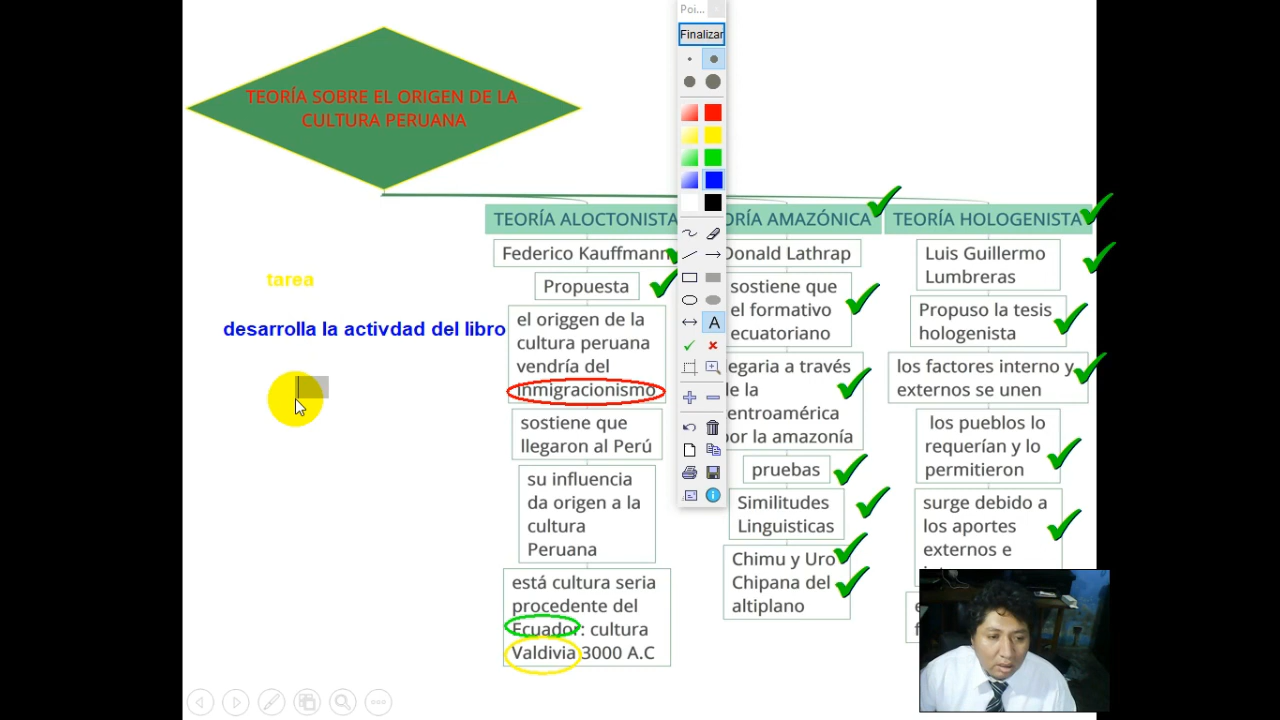 TEORÍA SOBRE EL ORIGEN DE LA
CULTURA PERUANA
tarea
desarrolla la activdad del libro
TEORÍA ALOCTONISTA
Federico Kauffmann
Propuesta
el origgen de la
cultura peruana
vendría del
inmigracionismo
sostiene que
llegaron al Perú
su influencia
da origen a la
cultura
Peruana
está cultura seria
procedente del
Ecuador: cultura
Valdivia 3000 A.C
Poi...
Finalizar
A
AMAZÓNICA
Donald Lathrap
sostiene que
el formativo
ecuatoriano
a través
la
por la amazonía
pruebas
Similitudes
Linguisticas
Chimu y Uro
Chipana del
altiplano
TEORÍA HOLOGENISTA
Luis Guillermo
Lumbreras
Propuso la tesis
hologenista
los factores interno y
externos se unen
los pueblos lo
requerían y lo
permitieron
surge debido a
los aportes
externos e